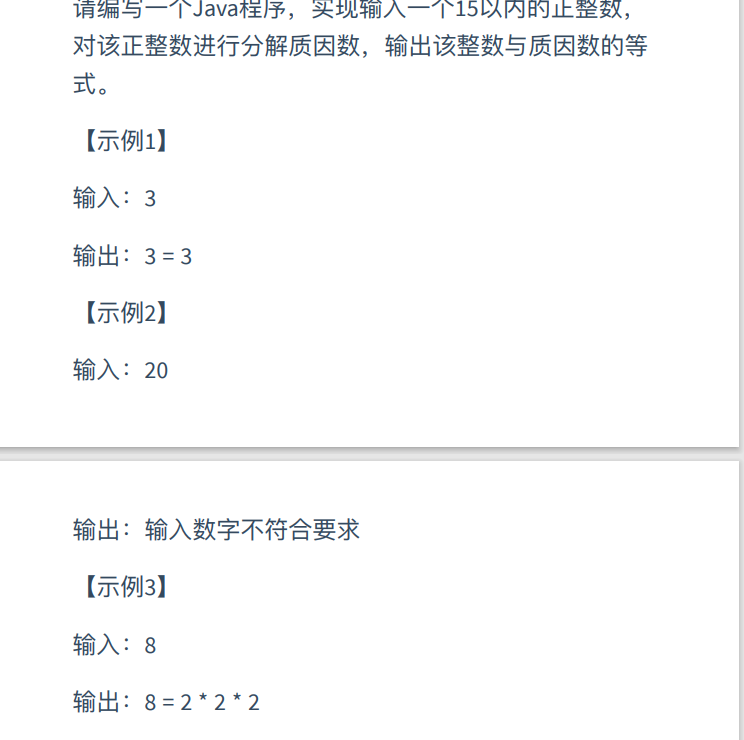 请编写一个Java程序，实现输入一个15以内的正整数，
对该正整数进行分解质因数，输出该整数与质因数的等
式。
【示例1】
输入：3
输出：3 = 3
【示例2】
输入：20
输出：输入数字不符合要求
【示例3】
输入：8
输出：8 = 2 * 2 * 2